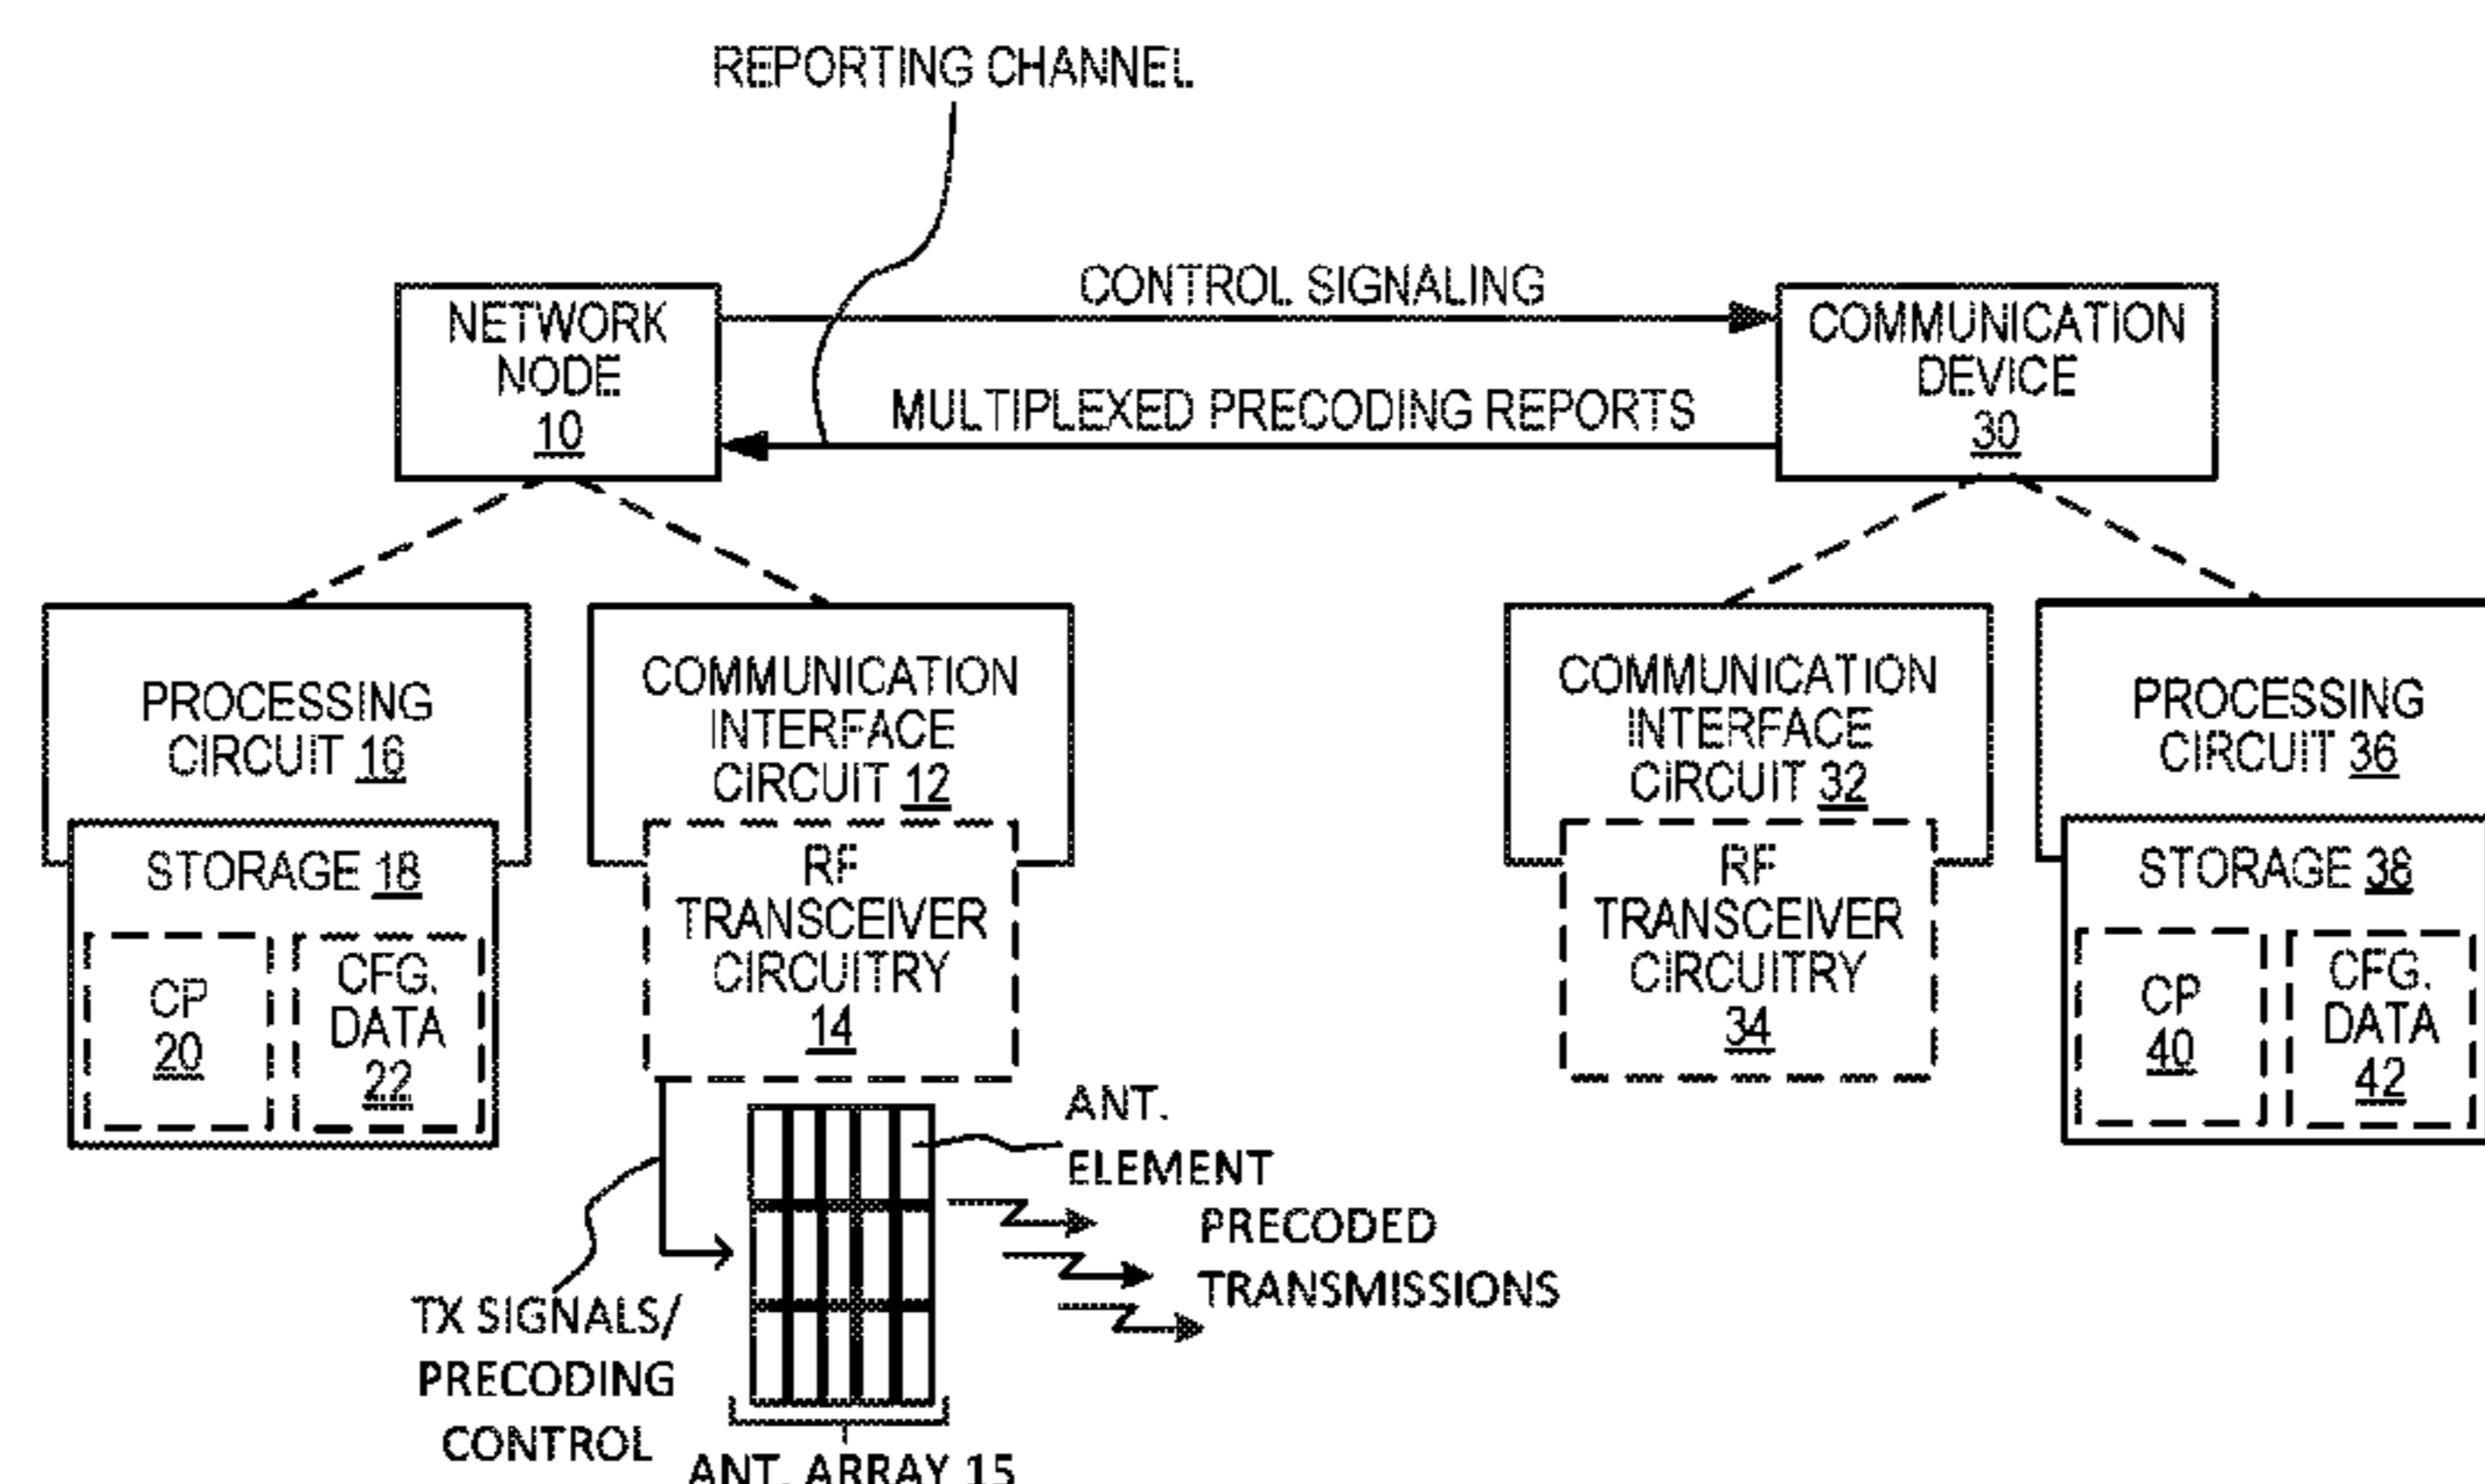 REPORTING CHANNEL
CONTROL SIGNALING
NETWORK
NODE
10
MULTIPLEXED PRECODING REPORTS
COMMUNICATION
DEVICE
30
PROCESSING
CIRCUIT 16
STORAGE 18
CP
20
CFG.
DATA
22
COMMUNICATION
INTERFACE
CIRCUIT 12
RF
TRANSCEIVER
CIRCUITRY
14
COMMUNICATION
INTERFACE
CIRCUIT 32
RF
TRANSCEIVER
CIRCUITRY
34
PROCESSING
CIRCUIT 36
STORAGE 38
CP
40
CFG.
DATA
42
ANT.
ELEMENT
PRECODED
TRANSMISSIONS
TX SIGNALS/
PRECODING
CONTROL
ANT. ARRAY 15